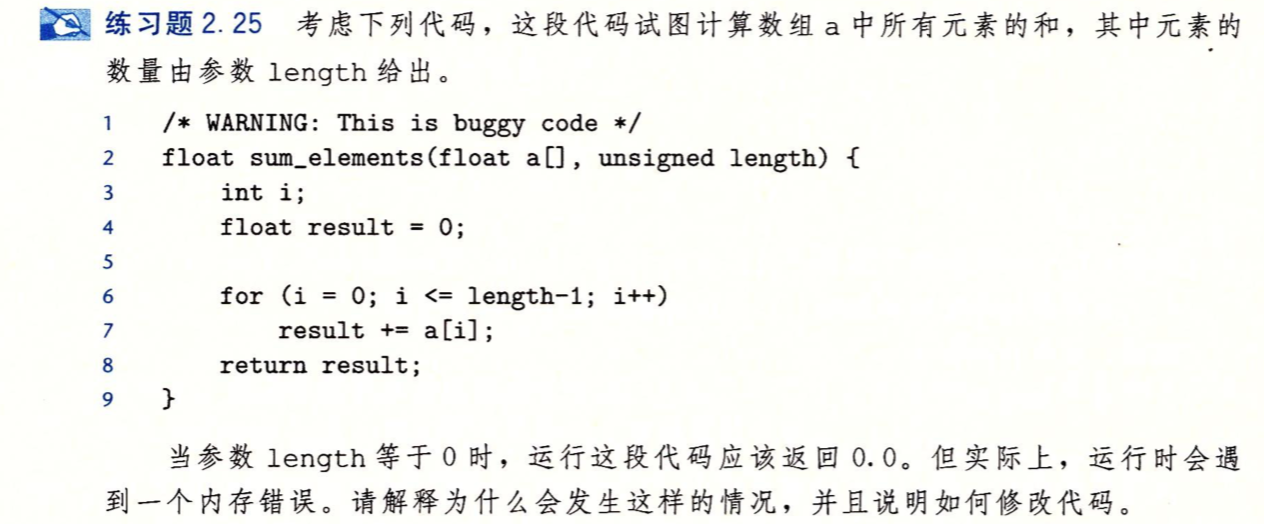 练习题 2.25 考虑下列代码，这段代码试图计算数组 a 中所有元素的和，其中元素的
数量由参数 length 给出。
1 /* WARNING: This is buggy code */
2 float sum_elements(float a[], unsigned length) {
3 int i;
4 float result = 0;
5
6 for (i = 0; i <= length-1; i++)
7 result += a[i];
8 return result;
9 }
当参数 length 等于 0 时，运行这段代码应该返回 0.0。但实际上，运行时会遇
到一个内存错误。请解释为什么会发生这样的情况，并且说明如何修改代码。